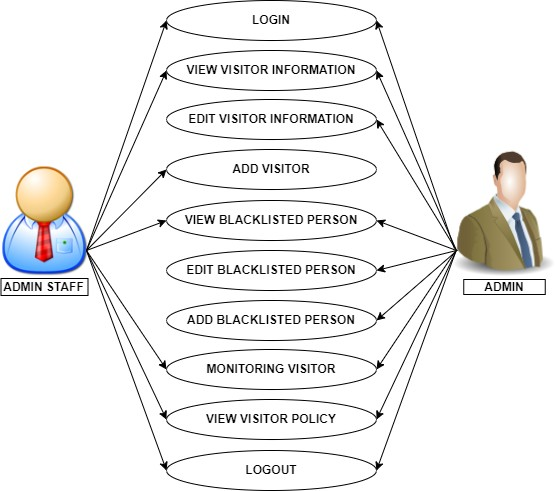 LOGIN
VIEW VISITOR INFORMATION
EDIT VISITOR INFORMATION
ADD VISITOR
VIEW BLACKLISTED PERSON
EDIT BLACKLISTED PERSON
ADMIN STAFF
ADMIN
ADD BLACKLISTED PERSON
MONITORING VISITOR
VIEW VISITOR POLICY
LOGOUT